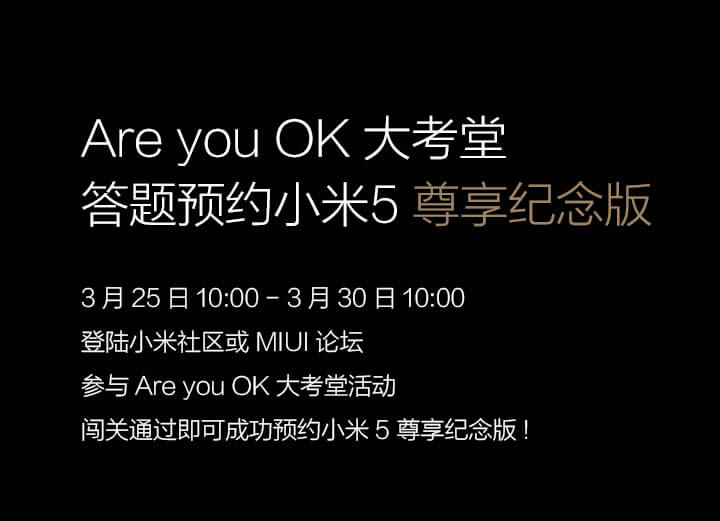 Are you OK 大考堂
答题预约小米5 尊享纪念版
3 月 25 日 10:00 - 3 月 30 日 10:00
登陆小米社区或 MIUI 论坛
参与 Are you OK 大考堂活动
闯关通过即可成功预约小米 5 尊享纪念版！